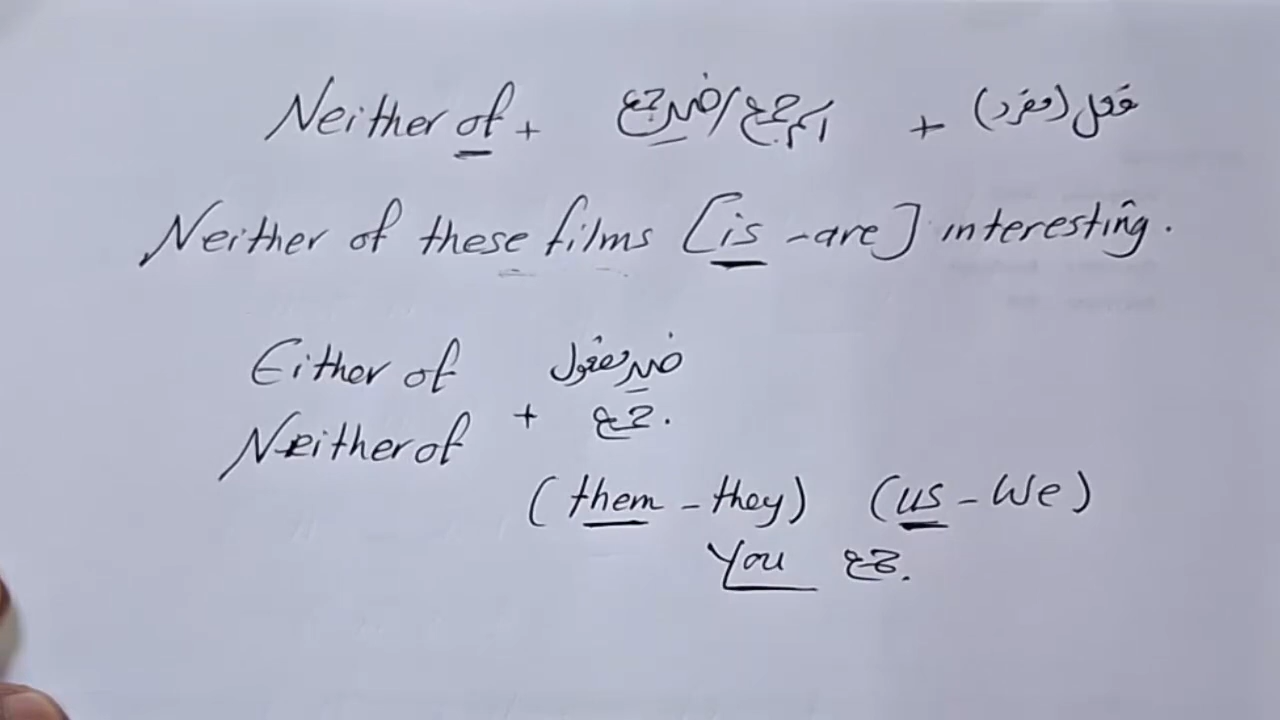 Neither of + اسم جمع/ضمير جمع + فعل (مفرد)
Neither of these films [is - are] interesting.
Either of
Neither of
+ ضمير مفعول
جمع.
(them - they) (us - We)
You جمع.